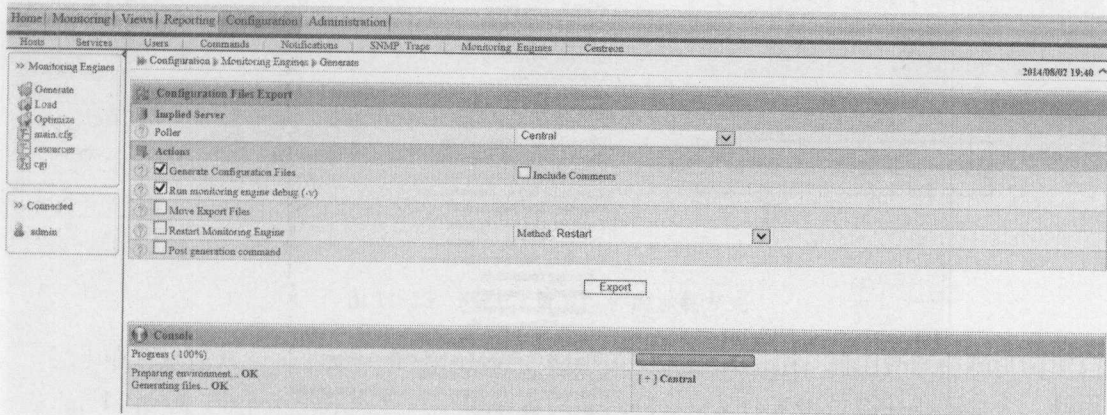 Home| Monitoring| Views| Reporting| Configuration| Administration|
Hosts | Services | Users | Commands | Notifications | SNMP Traps | Monitoring Engines | Centreon
Configuration Monitoring Engines Generate
2014/08/02 19:40
Monitoring Engines
Generate
Load
Optimize
main.cfg
resources
cgi
Connected
admin
Configuration Files Export
Implied Server
Poller Central
Actions
Generate Configuration Files Include Comments
Run monitoring engine debug (-v)
Move Export Files
Restart Monitoring Engine Method Restart
Post generation command
Export
Console
Progress ( 100%)
Preparing environment... OK
Generating files... OK
[ + ] Central